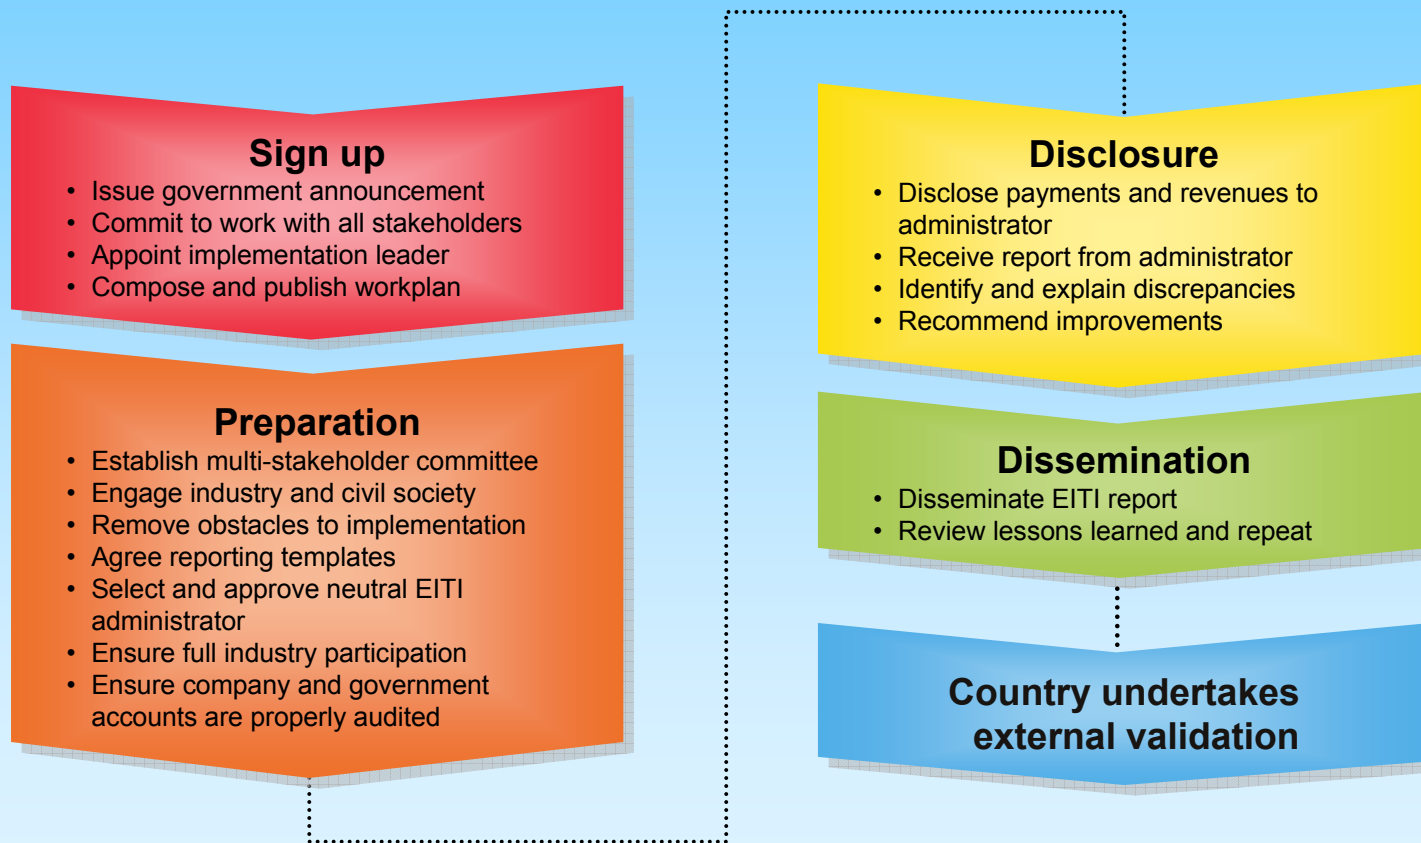 Sign up
• Issue government announcement
• Commit to work with all stakeholders
• Appoint implementation leader
• Compose and publish workplan
Preparation
• Establish multi-stakeholder committee
• Engage industry and civil society
• Remove obstacles to implementation
• Agree reporting templates
• Select and approve neutral EITI
administrator
• Ensure full industry participation
• Ensure company and government
accounts are properly audited
Disclosure
• Disclose payments and revenues to
administrator
• Receive report from administrator
• Identify and explain discrepancies
• Recommend improvements
Dissemination
• Disseminate EITI report
• Review lessons learned and repeat
Country undertakes
external validation